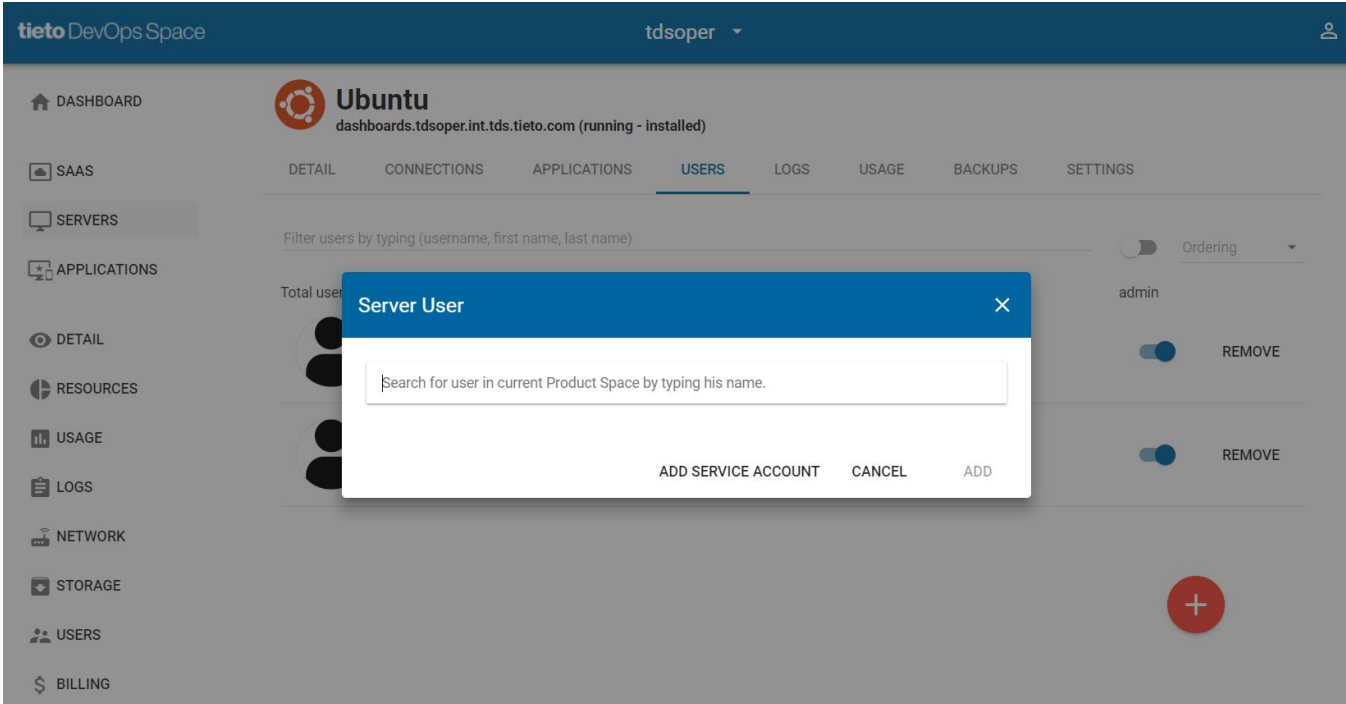 tieto DevOps Space
tdsoper
DASHBOARD
SAAS
SERVERS
APPLICATIONS
DETAIL
RESOURCES
USAGE
LOGS
NETWORK
STORAGE
USERS
BILLING
Ubuntu
dashboards.tdsoper.int.tds.tieto.com (running - installed)
DETAIL CONNECTIONS APPLICATIONS USERS LOGS USAGE BACKUPS SETTINGS
Filter users by typing (username, first name, last name)
Ordering
Total user
admin
REMOVE
REMOVE
Server User
Search for user in current Product Space by typing his name.
ADD SERVICE ACCOUNT CANCEL ADD